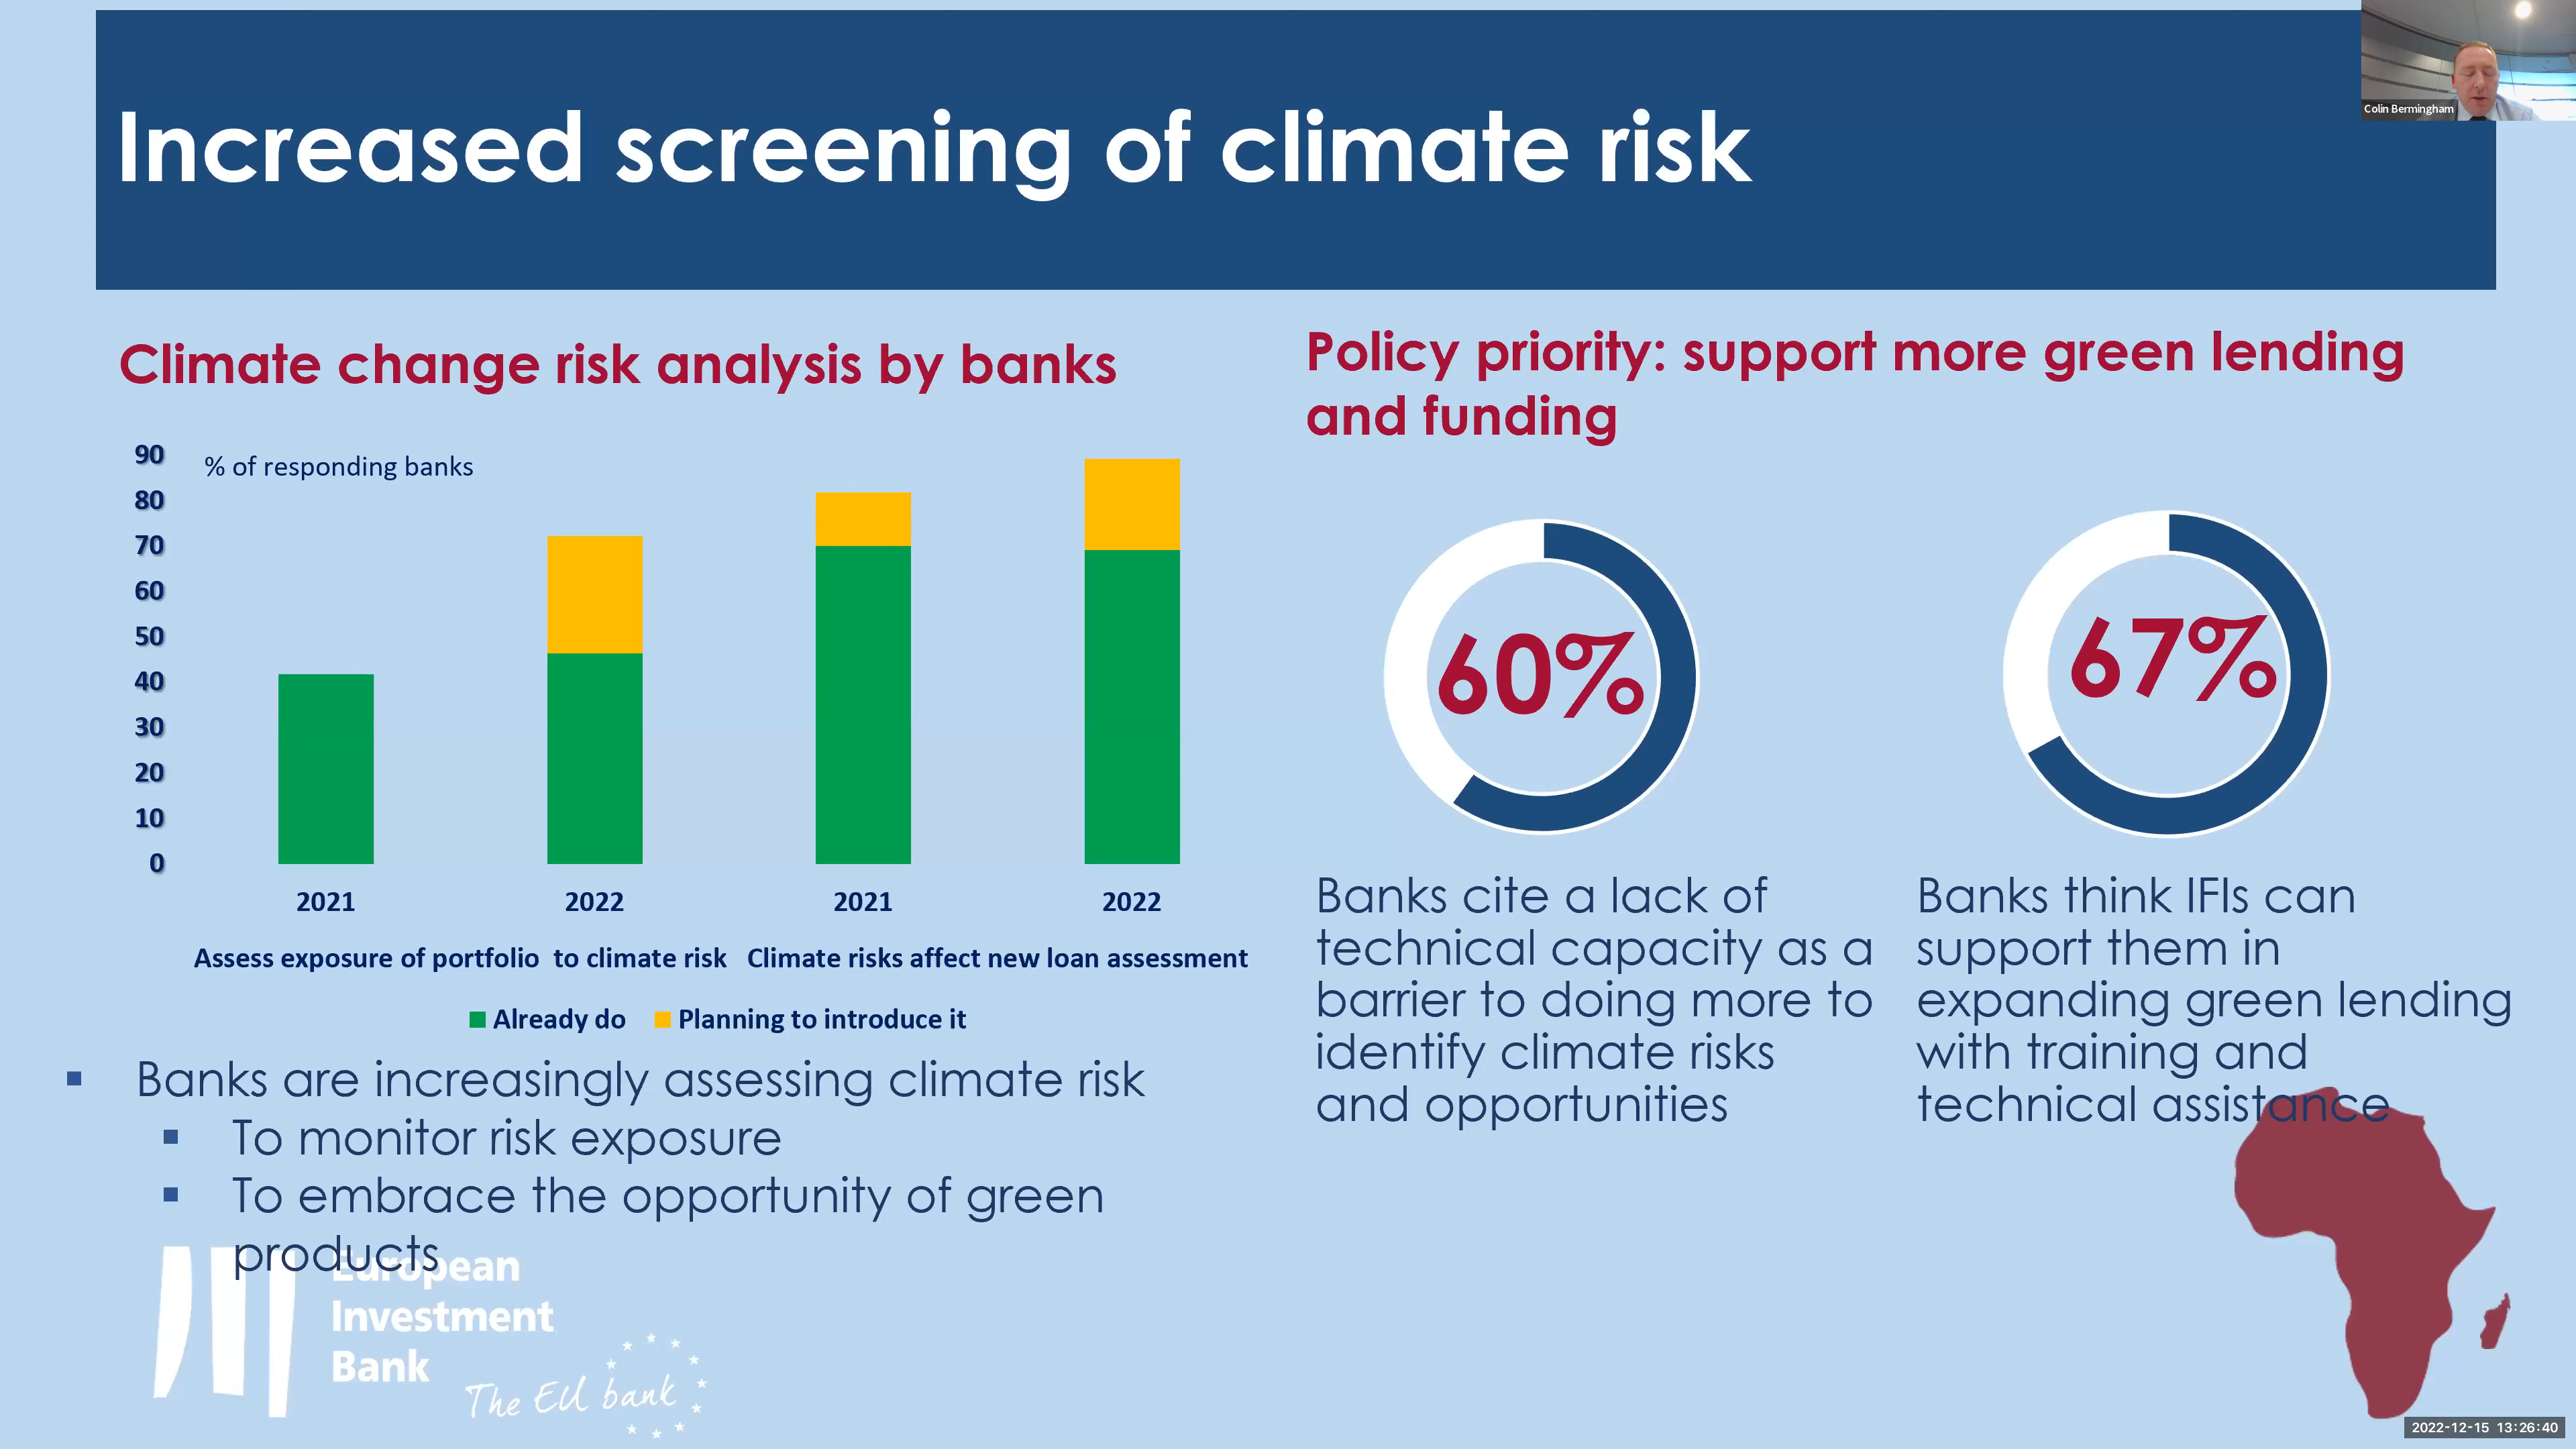 Increased screening of climate risk
Colin Bermingham
Climate change risk analysis by banks
% of responding banks
90
80
70
60
50
40
30
20
10
0
2021 2022 2021 2022
Assess exposure of portfolio to climate risk Climate risks affect new loan assessment
Already do Planning to introduce it
Banks are increasingly assessing climate risk
To monitor risk exposure
To embrace the opportunity of green
products
Policy priority: support more green lending
and funding
60%
Banks cite a lack of
technical capacity as a
barrier to doing more to
identify climate risks
and opportunities
67%
Banks think IFIs can
support them in
expanding green lending
with training and
technical assistance
European
Investment
Bank
The EU bank
2022-12-15 13:26:40